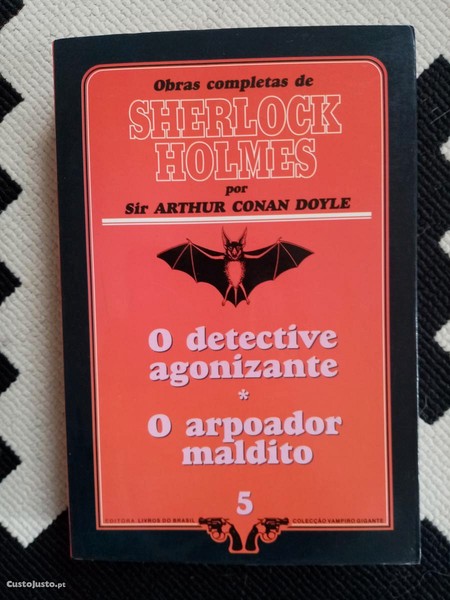 Obras completas de
SHERLOCK
HOLMES
por
Sir ARTHUR CONAN DOYLE
O detective
agonizante
*
O arpoador
maldito
5
EDITORA LIVROS DO BRASIL COLECÇÃO VAMPIRO GIGANTE
CustoJusto.pt